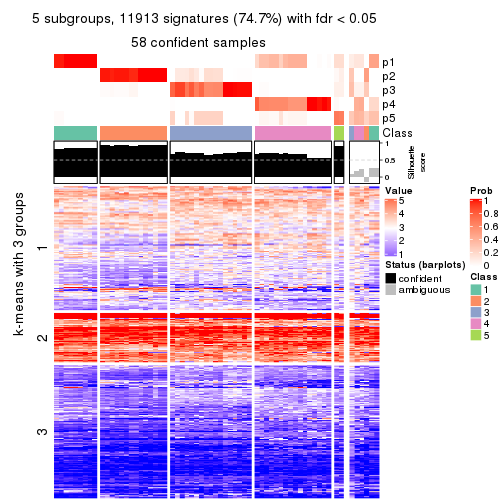 5 subgroups, 11913 signatures (74.7%) with fdr < 0.05
58 confident samples
p1
p2
p3
p4
p5
Class
1
0.5
0
Silhouette
score
k-means with 3 groups
1
2
3
Value
5
4
3
2
1
Status (barplots)
confident
ambiguous
Prob
1
0.8
0.6
0.4
0.2
0
Class
1
2
3
4
5